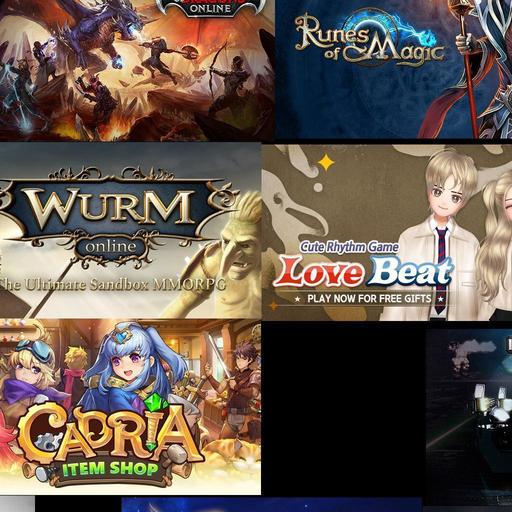 ONLINE
Runes
of Magic
WURM
online
The Ultimate Sandbox MMORPG
Cute Rhythm Game
Love Beat
★ PLAY NOW FOR FREE GIFTS ★
CADRIA
ITEM SHOP